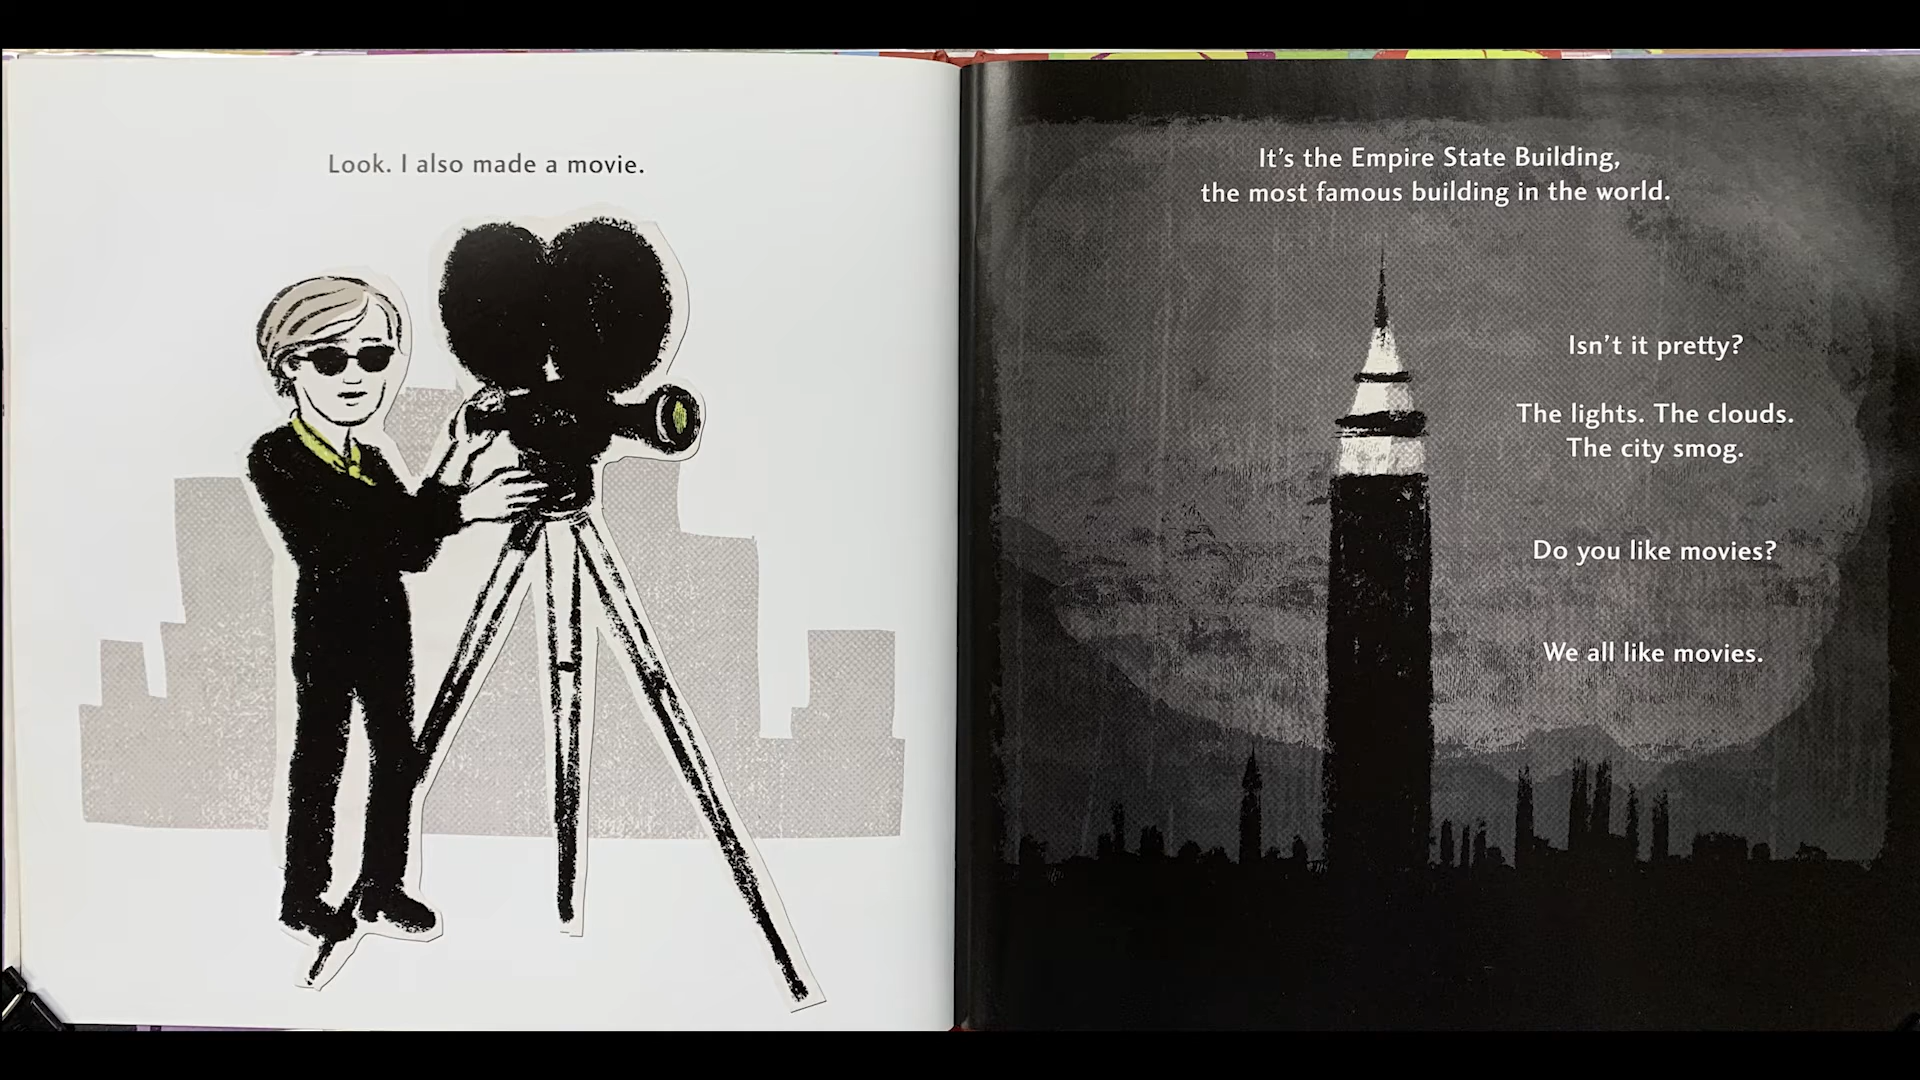 Look. I also made a movie.
It’s the Empire State Building,
the most famous building in the world.
Isn’t it pretty?
The lights. The clouds.
The city smog.
Do you like movies?
We all like movies.